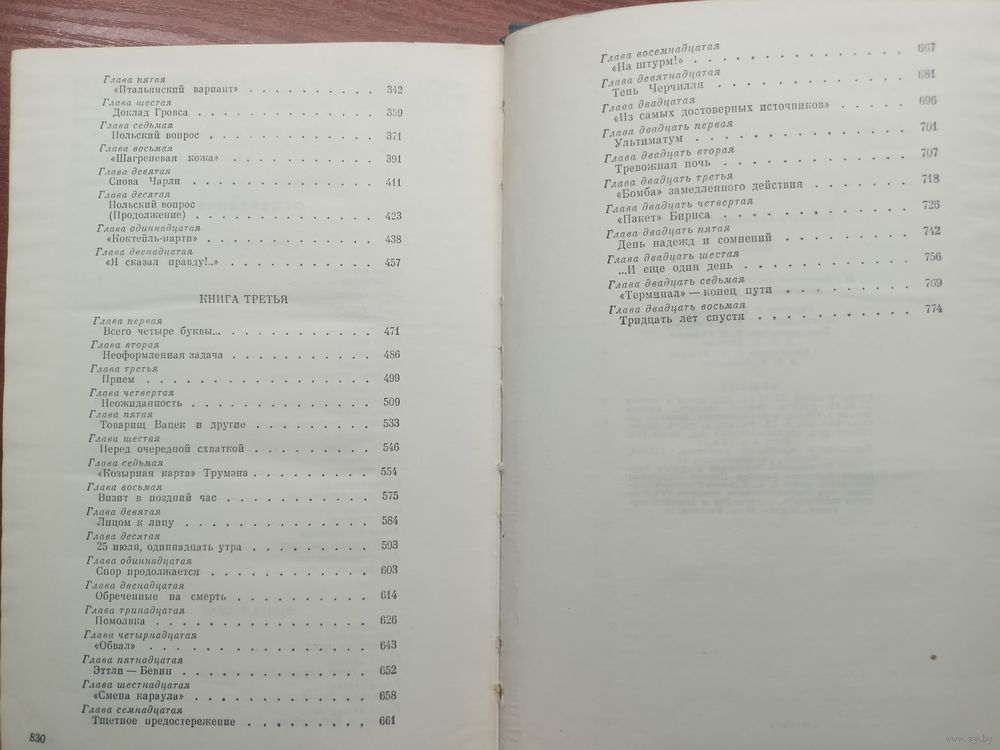 Глава пятая
«Итальянский вариант» . . . . . . . . . . 342
Глава шестая
Доклад Гровса . . . . . . . . . . . . 359
Глава седьмая
Польский вопрос . . . . . . . . . . . 371
Глава восьмая
«Шагреневая кожа» . . . . . . . . . . 391
Глава девятая
Снова Чарли . . . . . . . . . . . . 411
Глава десятая
Польский вопрос
(Продолжение) . . . . . . . . . . . 423
Глава одиннадцатая
«Коктейль-парти» . . . . . . . . . . 438
Глава двенадцатая
«Я сказал правду!..» . . . . . . . . . 457
КНИГА ТРЕТЬЯ
Глава первая
Всего четыре буквы... . . . . . . . . . 471
Глава вторая
Неоформленная задача . . . . . . . . . 486
Глава третья
Прием . . . . . . . . . . . . . . 499
Глава четвертая
Неожиданность . . . . . . . . . . . 509
Глава пятая
Товарищ Вацек и другие . . . . . . . . 533
Глава шестая
Перед очередной схваткой . . . . . . . . 546
Глава седьмая
«Козырная карта» Трумэна . . . . . . . . 554
Глава восьмая
Визит в поздний час . . . . . . . . . 575
Глава девятая
Лицом к лицу . . . . . . . . . . . . 584
Глава десятая
25 июля, одиннадцать утра . . . . . . . . 593
Глава одиннадцатая
Спор продолжается . . . . . . . . . . 603
Глава двенадцатая
Обреченные на смерть . . . . . . . . . 614
Глава тринадцатая
Помолвка . . . . . . . . . . . . . 626
Глава четырнадцатая
«Обвал» . . . . . . . . . . . . . 643
Глава пятнадцатая
Эттли — Бевин . . . . . . . . . . . 652
Глава шестнадцатая
«Смена караула» . . . . . . . . . . . 658
Глава семнадцатая
Тщетное предостережение . . . . . . . . 661
830
Глава восемнадцатая
«На штурм!» . . . . . . . . . . . . 667
Глава девятнадцатая
Тень Черчилля . . . . . . . . . . . 681
Глава двадцатая
«Из самых достоверных источников» . . . . . 696
Глава двадцать первая
Ультиматум . . . . . . . . . . . . 701
Глава двадцать вторая
Тревожная ночь . . . . . . . . . . . 707
Глава двадцать третья
«Бомба» замедленного действия . . . . . . 718
Глава двадцать четвертая
«Пакет» Бирнса . . . . . . . . . . . 726
Глава двадцать пятая
День надежд и сомнений . . . . . . . . 742
Глава двадцать шестая
...И еще один день . . . . . . . . . . 756
Глава двадцать седьмая
«Терминал» — конец пути . . . . . . . . 769
Глава двадцать восьмая
Тридцать лет спустя . . . . . . . . . . 774
www.ay.by